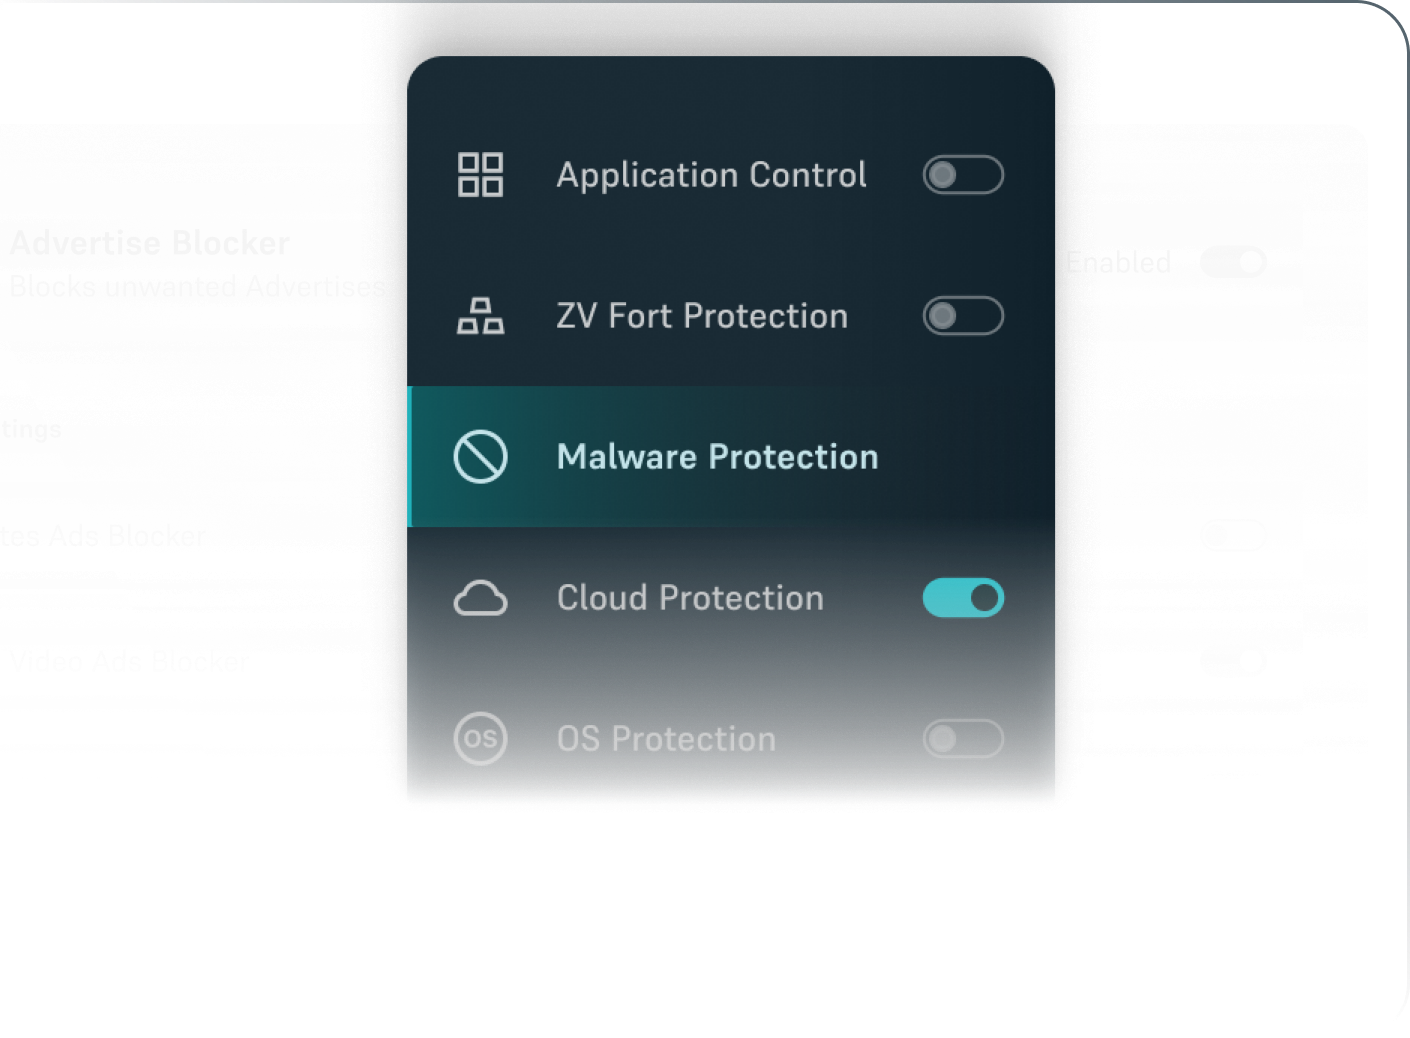 Application Control
Advertise Blocker
Blocks unwanted Advertises
Enabled
ZV Fort Protection
tings
Malware Protection
tes Ads Blocker
Cloud Protection
Video Ads Blocker
OS OS Protection